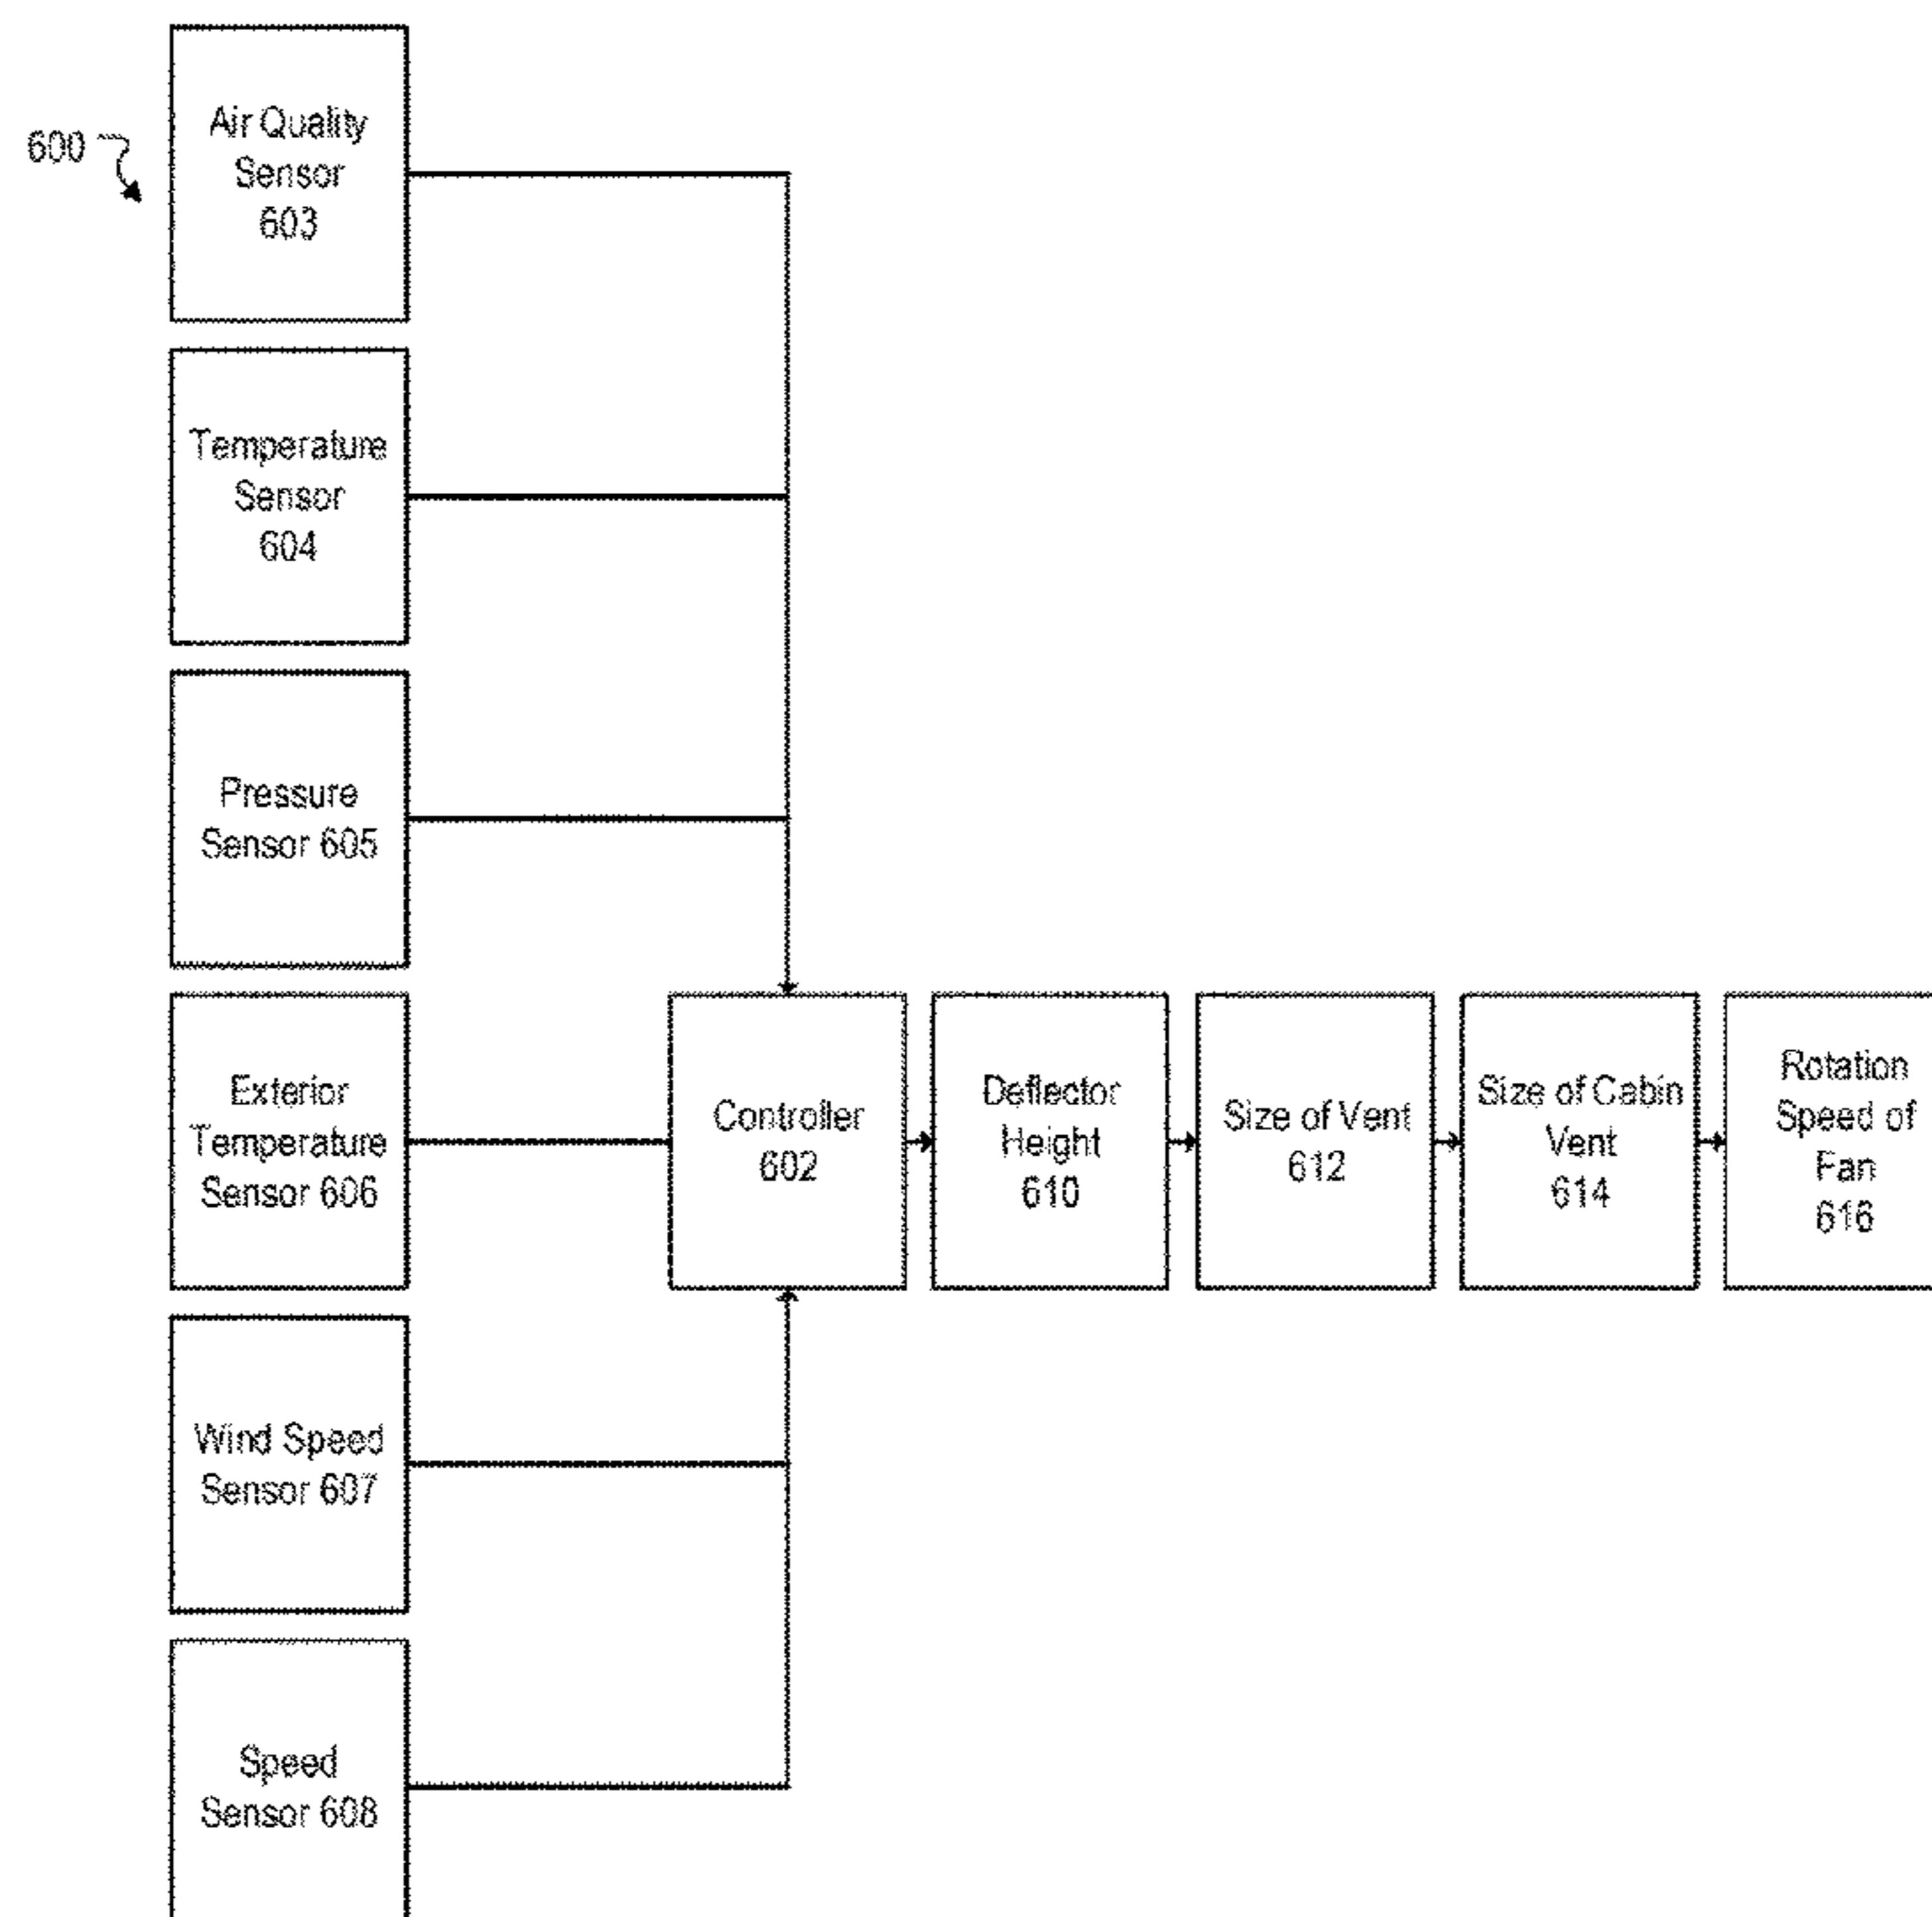 600
Air Quality
Sensor
603
Temperature
Sensor
604
Pressure
Sensor 605
Exterior
Temperature
Sensor 606
Controller
602
Deflector
Height
610
Size of Vent
612
Size of Cabin
Vent
614
Rotation
Speed of
Fan
616
Wind Speed
Sensor 607
Speed
Sensor 608